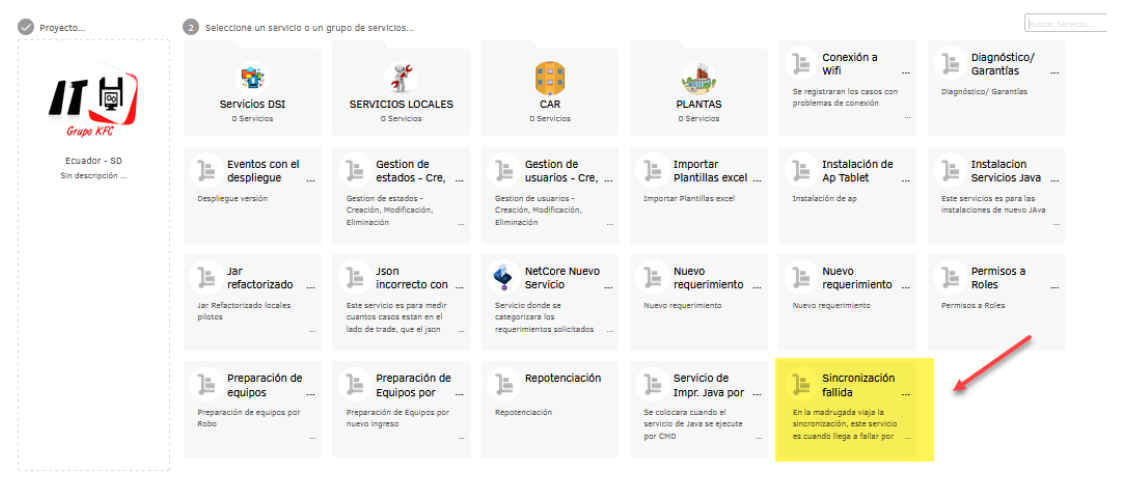 Proyecto...
2 Seleccione un servicio o un grupo de servicios...
Buscar Servicio...
IT
Grupo KFC
Ecuador - SD
Sin descripción ...
Servicios DSI
0 Servicios
SERVICIOS LOCALES
0 Servicios
CAR
0 Servicios
PLANTAS
0 Servicios
Conexión a
Wifi ...
Se registraran los casos con
problemas de conexión
...
Diagnóstico/
Garantías ...
Diagnóstico/ Garantías
Eventos con el
despliegue ...
Despliegue versión
Gestion de
estados - Cre, ...
Gestion de estados -
Creación, Modificación,
Eliminación ...
Gestion de
usuarios - Cre, ...
Gestion de usuarios -
Creación, Modificación,
Eliminación ...
Importar
Plantillas excel ...
Importar Plantillas excel
Instalación de
Ap Tablet ...
Instalación de ap
Instalacion
Servicios Java ...
Este servicios es para las
instalaciones de nuevo JAva
...
Jar
refactorizado ...
Jar Refactorizado locales
pilotos
...
Json
incorrecto con ...
Este servicio es para medir
cuantos casos estan en el
lado de trade, que el json ...
NetCore Nuevo
Servicio ...
Servicio donde se
categorizara los
requerimientos solicitados ...
Nuevo
requerimiento ...
Nuevo requerimiento
Nuevo
requerimiento ...
Nuevo requerimiento
Permisos a
Roles ...
Permisos a Roles
Preparación de
equipos ...
Preparación de equipos por
Robo
...
Preparación de
Equipos por ...
Preparación de Equipos por
nuevo ingreso
...
Repotenciación
Repotenciación
Servicio de
Impr. Java por ...
Se colocara cuando el
servicio de Java se ejecute
por CMD ...
Sincronización
fallida ...
En la madrugada viaja la
sincronización, este servicio
es cuando llega a fallar por ...